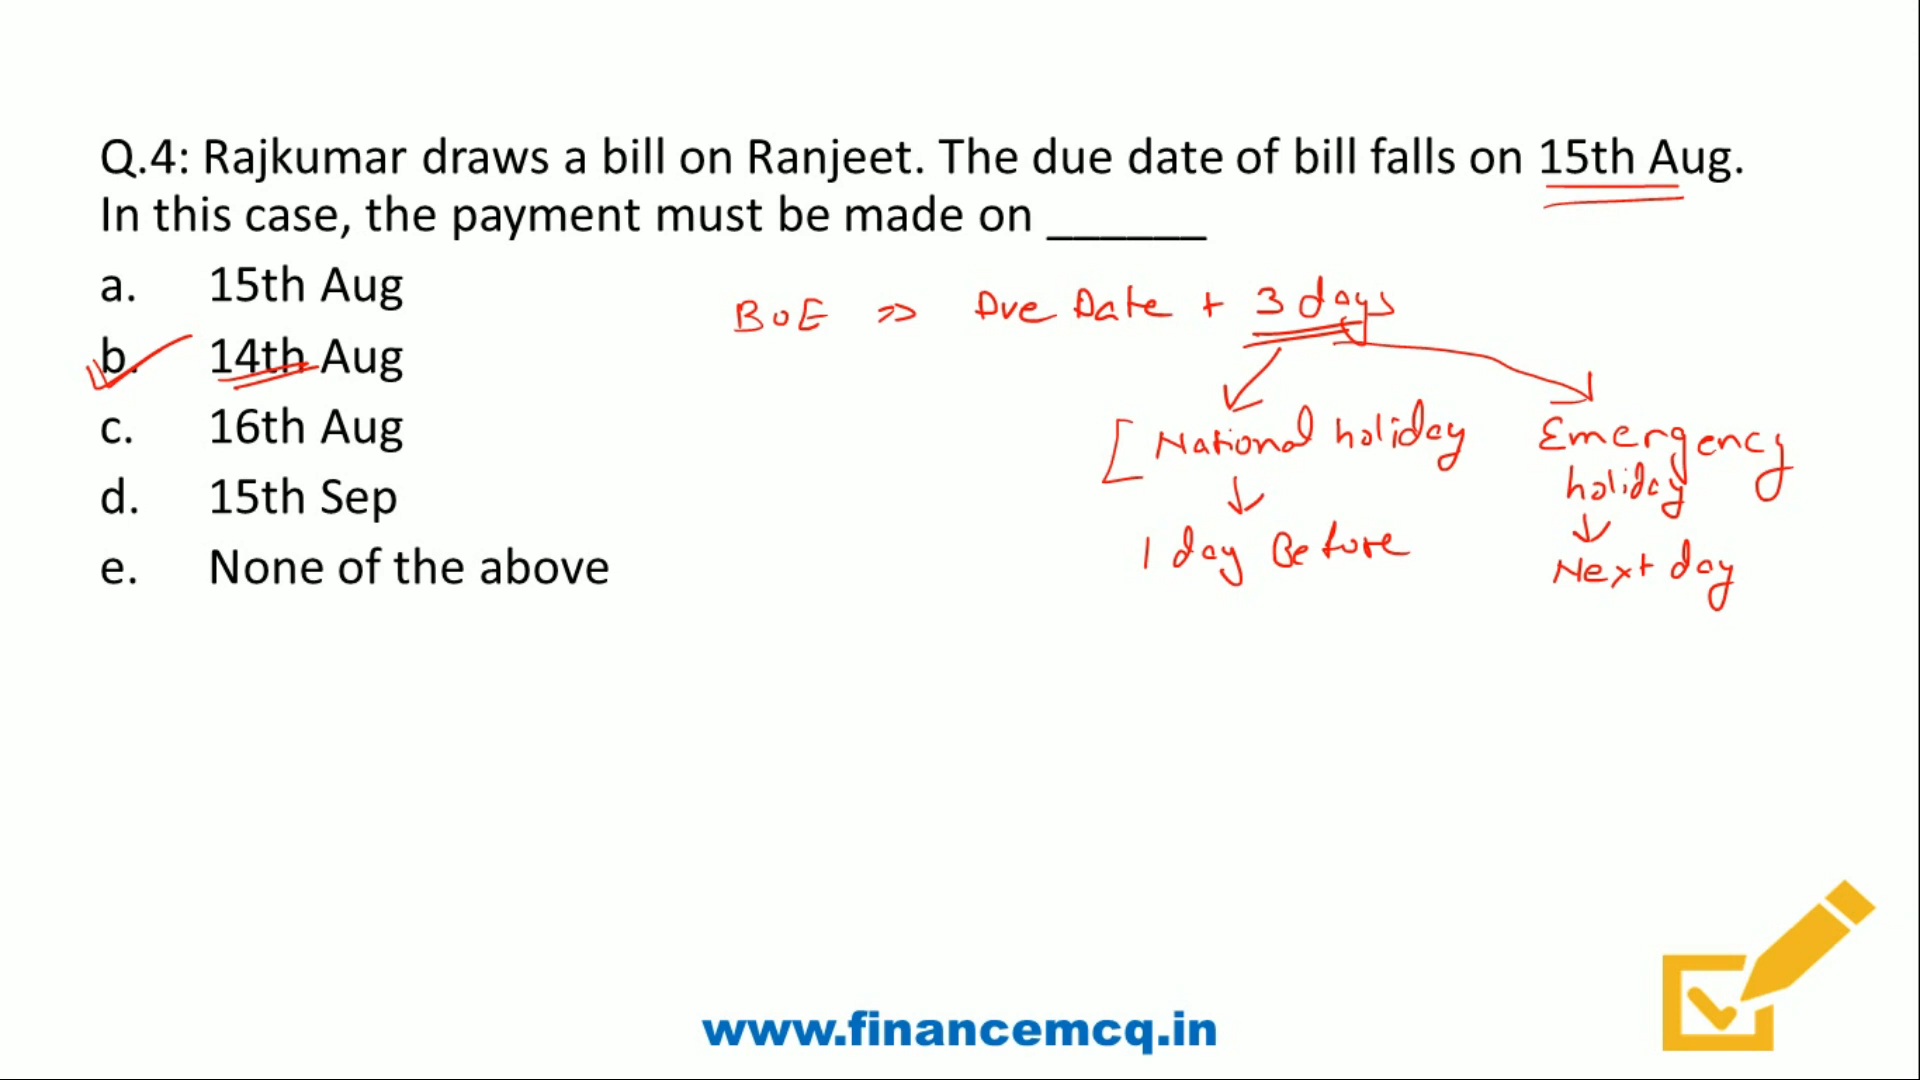 Q.4: Rajkumar draws a bill on Ranjeet. The due date of bill falls on 15th Aug.
In this case, the payment must be made on ______
a. 15th Aug
b. 14th Aug
c. 16th Aug
d. 15th Sep
e. None of the above
BOE => Due Date + 3 days
National holiday
1 day Before
Emergency
holiday
Next day
www.financemcq.in